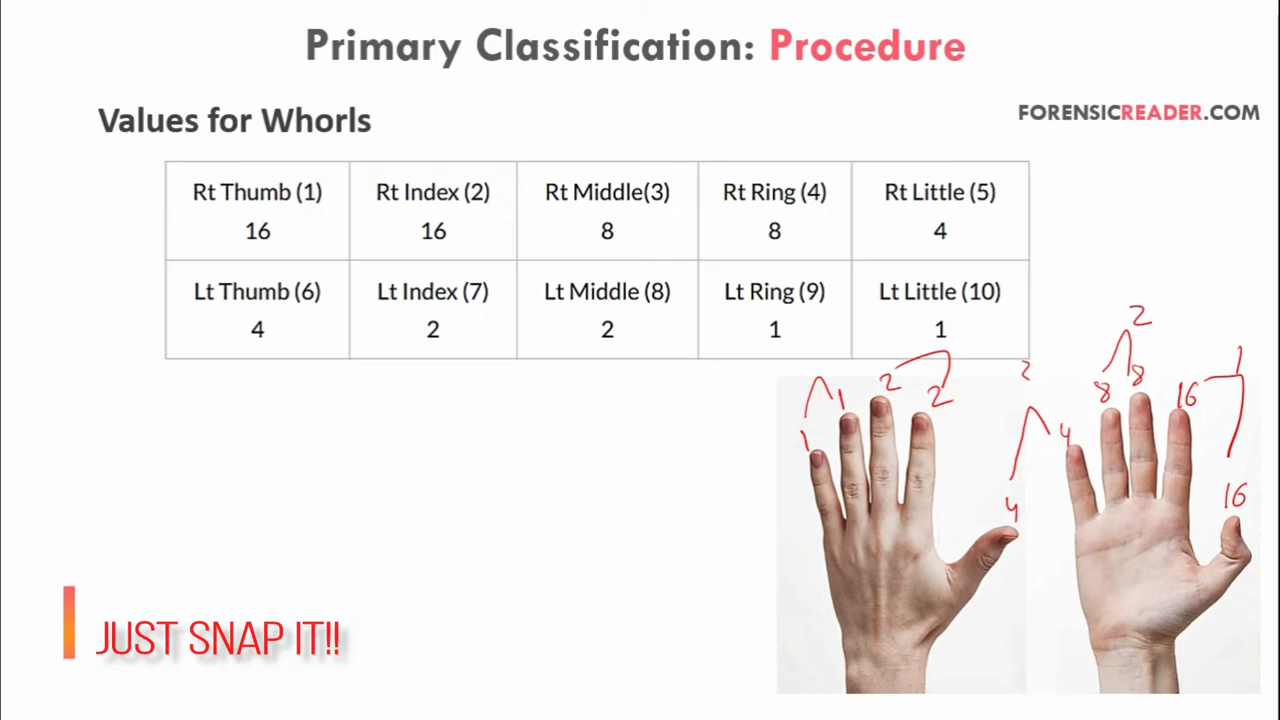 Primary Classification: Procedure
Values for Whorls
FORENSICREADER.COM
Rt Thumb (1) Rt Index (2) Rt Middle(3) Rt Ring (4) Rt Little (5)
16 16 8 8 4
Lt Thumb (6) Lt Index (7) Lt Middle (8) Lt Ring (9) Lt Little (10)
4 2 2 1 1
1 1 2 2 4
2
4 8 8 16 16
2
1
JUST SNAP IT!!